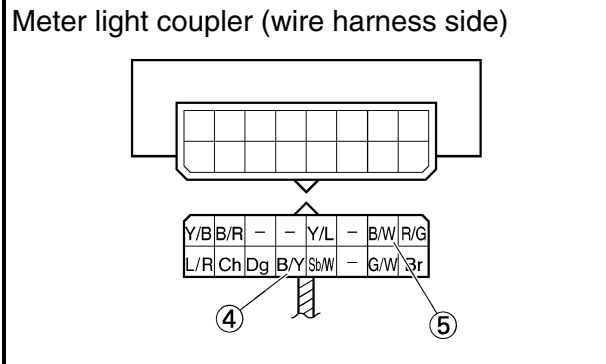 Meter light coupler (wire harness side)
Y/B B/R – – Y/L – B/W R/G
L/R Ch Dg B/Y Sb/W – G/W Br
④ ⑤